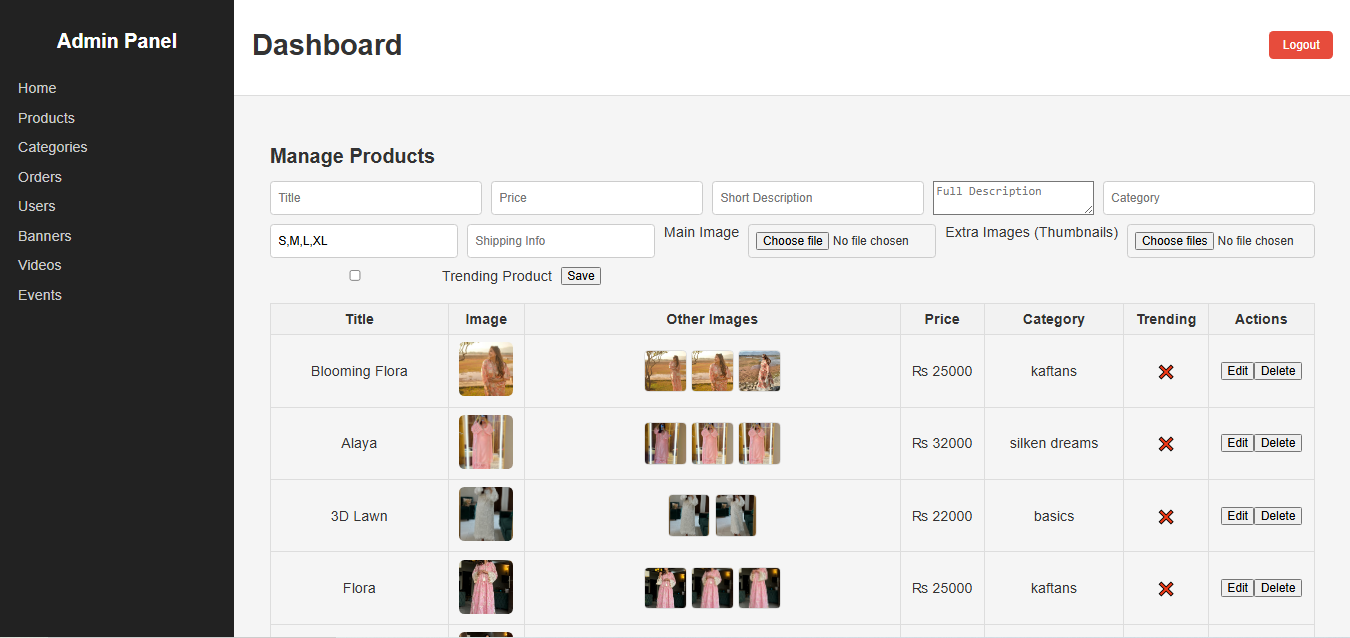 Admin Panel
Home
Products
Categories
Orders
Users
Banners
Videos
Events
Dashboard
Logout
Manage Products
Title Price Short Description Full Description Category
S,M,L,XL Shipping Info Main Image Choose file No file chosen Extra Images (Thumbnails) Choose files No file chosen
Trending Product Save
Title Image Other Images Price Category Trending Actions
Blooming Flora ₨ 25000 kaftans Edit Delete
Alaya ₨ 32000 silken dreams Edit Delete
3D Lawn ₨ 22000 basics Edit Delete
Flora ₨ 25000 kaftans Edit Delete